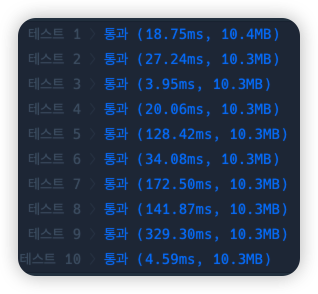 테스트 1 > 통과 (18.75ms, 10.4MB)
테스트 2 > 통과 (27.24ms, 10.3MB)
테스트 3 > 통과 (3.95ms, 10.3MB)
테스트 4 > 통과 (20.06ms, 10.3MB)
테스트 5 > 통과 (128.42ms, 10.3MB)
테스트 6 > 통과 (34.08ms, 10.3MB)
테스트 7 > 통과 (172.50ms, 10.3MB)
테스트 8 > 통과 (141.87ms, 10.3MB)
테스트 9 > 통과 (329.30ms, 10.3MB)
테스트 10 > 통과 (4.59ms, 10.3MB)